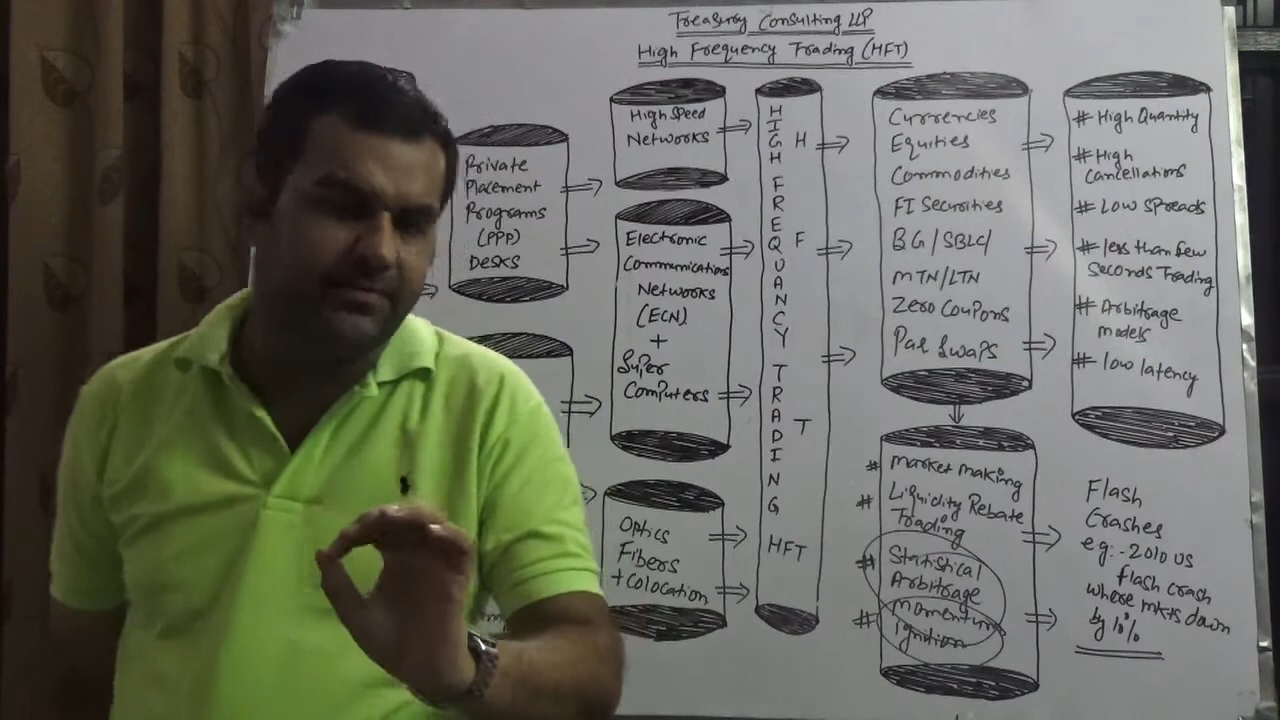 Treasury Consulting LLP
High Frequency Trading (HFT)
Private
Placement
Programs
(PPP)
Desks
High Speed
Networks
Electronic
Communications
Networks
(ECN)
+
Super
Computers
Optics
Fibers
+ Colocation
HIGH FREQUANCY TRADING
HFT
H F T
Currencies
Equities
Commodities
FI Securities
BG / SBLC /
MTN / LTN
Zero Coupons
Par Swaps
# High Quantity
# High
Cancellations
# Low Spreads
# less than few
seconds Trading
# Arbitrage
models
# low latency
# Market Making
# Liquidity Rebate
Trading
# Statistical
Arbitrage
# Momentum
ignition
Flash
Crashes
eg:- 2010 US
flash crash
where mkts down
by 10%